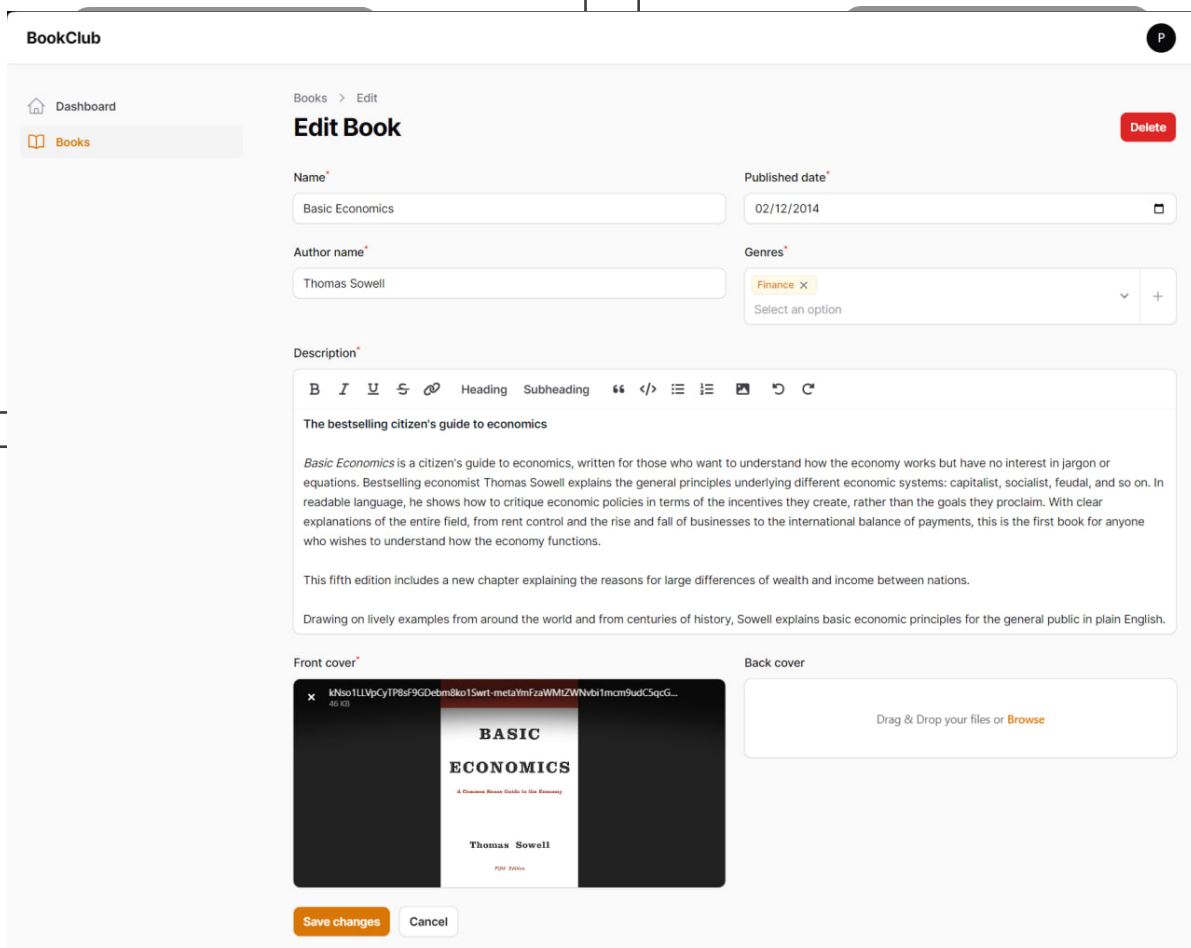 BookClub
P
Dashboard
Books
Books > Edit
Edit Book
Delete
Name*
Published date*
Basic Economics
02/12/2014
Author name*
Genres*
Thomas Sowell
Finance ×
Select an option
Description*
B I U S Heading Subheading
The bestselling citizen's guide to economics
Basic Economics is a citizen's guide to economics, written for those who want to understand how the economy works but have no interest in jargon or
equations. Bestselling economist Thomas Sowell explains the general principles underlying different economic systems: capitalist, socialist, feudal, and so on. In
readable language, he shows how to critique economic policies in terms of the incentives they create, rather than the goals they proclaim. With clear
explanations of the entire field, from rent control and the rise and fall of businesses to the international balance of payments, this is the first book for anyone
who wishes to understand how the economy functions.
This fifth edition includes a new chapter explaining the reasons for large differences of wealth and income between nations.
Drawing on lively examples from around the world and from centuries of history, Sowell explains basic economic principles for the general public in plain English.
Front cover*
Back cover
kNso1LLVpCyTP8sF9GDebm8ko1Swrt-metaYmFzaWMtZWNvbi1mcm9udC5qcG...
46 KB
BASIC
ECONOMICS
A Common Sense Guide to the Economy
Thomas Sowell
Fifth Edition
Drag & Drop your files or Browse
Save changes
Cancel